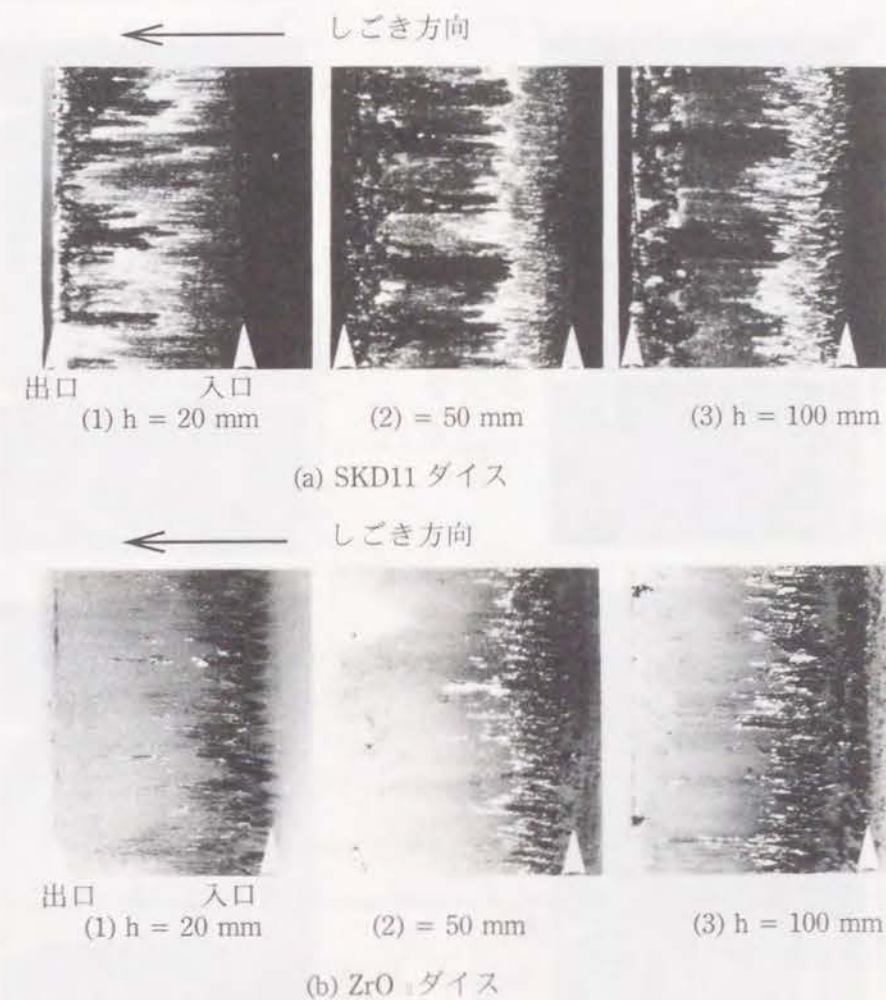 しごき方向
出口 入口
(1) h = 20 mm (2) = 50 mm (3) h = 100 mm
(a) SKD11 ダイス
しごき方向
出口 入口
(1) h = 20 mm (2) = 50 mm (3) h = 100 mm
(b) ZrO ダイス